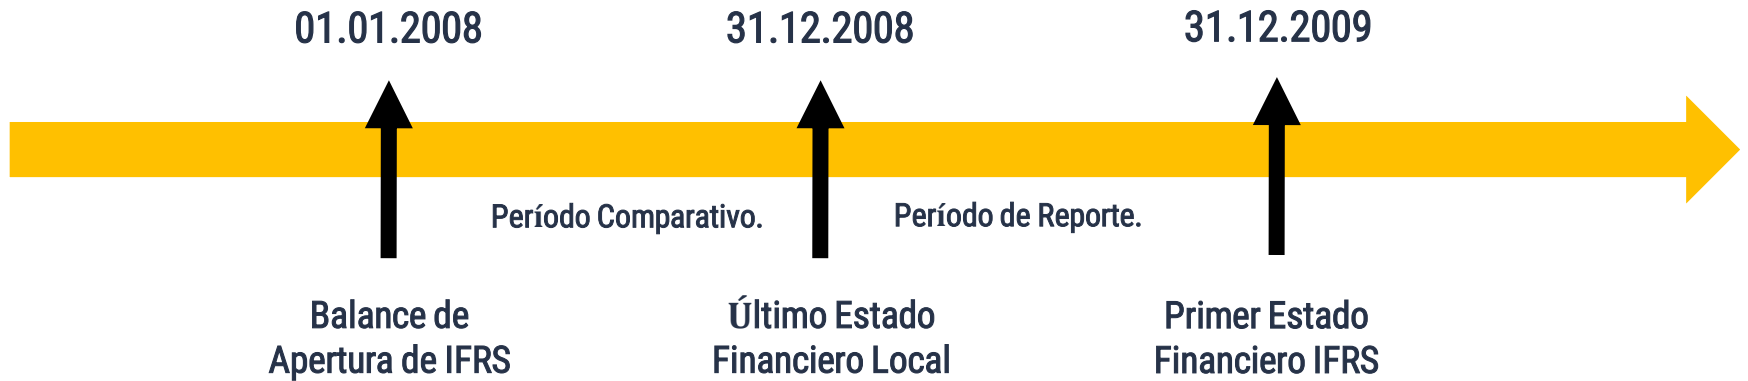 01.01.2008
31.12.2008
31.12.2009
Período Comparativo.
Período de Reporte.
Balance de
Apertura de IFRS
Último Estado
Financiero Local
Primer Estado
Financiero IFRS